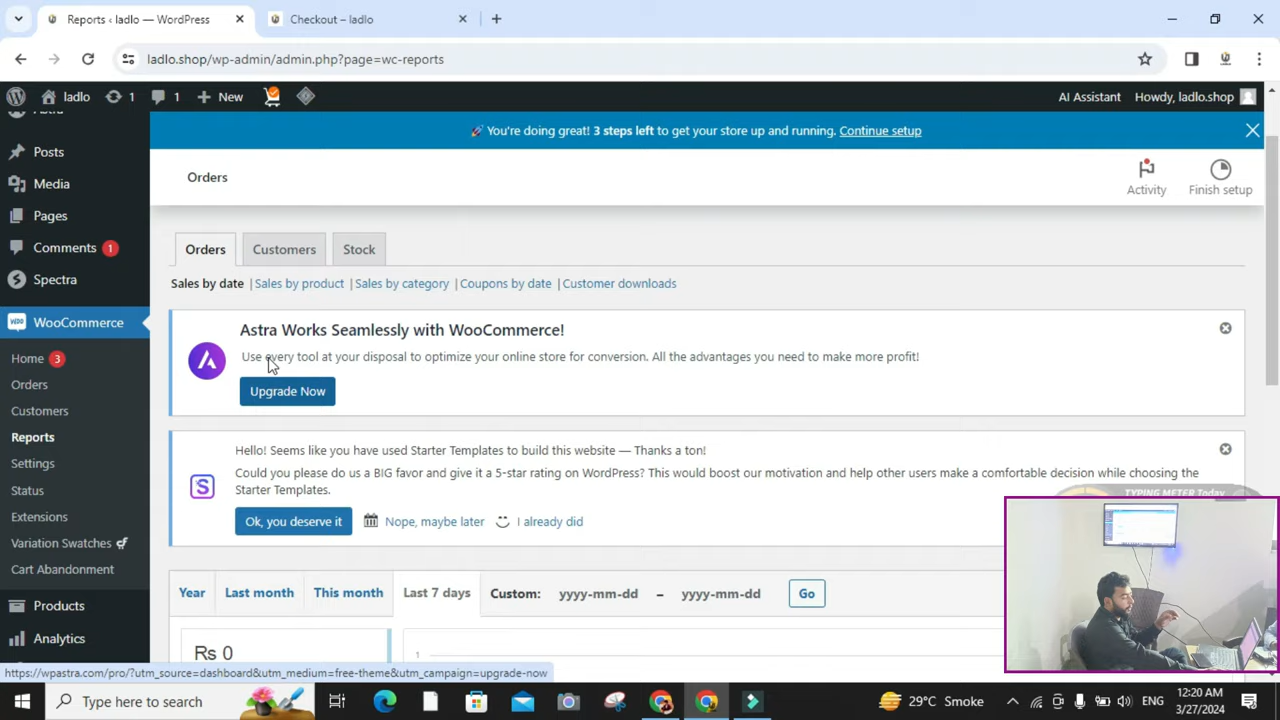 Reports ‹ ladlo — WordPress
Checkout – ladlo
ladlo.shop/wp-admin/admin.php?page=wc-reports
ladlo
1
1
New
AI Assistant
Howdy, ladlo.shop
Astra
You're doing great! 3 steps left to get your store up and running. Continue setup
Posts
Media
Pages
Comments 1
Spectra
WooCommerce
Home 3
Orders
Customers
Reports
Settings
Status
Extensions
Variation Swatches
Cart Abandonment
Products
Analytics
Orders
Activity
Finish setup
Orders
Customers
Stock
Sales by date | Sales by product | Sales by category | Coupons by date | Customer downloads
Astra Works Seamlessly with WooCommerce!
Use every tool at your disposal to optimize your online store for conversion. All the advantages you need to make more profit!
Upgrade Now
Hello! Seems like you have used Starter Templates to build this website — Thanks a ton!
Could you please do us a BIG favor and give it a 5-star rating on WordPress? This would boost our motivation and help other users make a comfortable decision while choosing the
Starter Templates.
Ok, you deserve it
Nope, maybe later
I already did
TYPING METER Today
Year
Last month
This month
Last 7 days
Custom:
yyyy-mm-dd – yyyy-mm-dd
Go
₨ 0
1
https://wpastra.com/pro/?utm_source=dashboard&utm_medium=free-theme&utm_campaign=upgrade-now
Type here to search
29°C Smoke
ENG
12:20 AM
3/27/2024